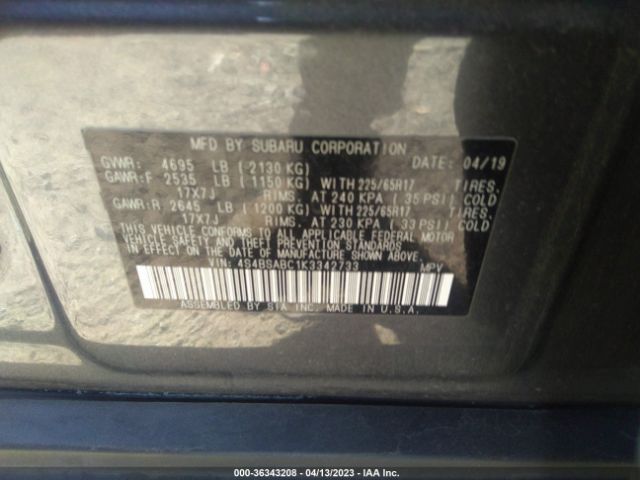 MFD BY SUBARU CORPORATION
GVWR: 4695 LB (2130 KG) DATE: 04/19
GAWR:F 2535 LB (1150 KG) WITH 225/65R17 TIRES,
17X7J RIMS, AT 240 KPA (35 PSI) COLD
GAWR:R 2645 LB (1200 KG) WITH 225/65R17 TIRES,
17X7J RIMS, AT 230 KPA (33 PSI) COLD
THIS VEHICLE CONFORMS TO ALL APPLICABLE FEDERAL MOTOR
VEHICLE SAFETY AND THEFT PREVENTION STANDARDS
IN EFFECT ON THE DATE OF MANUFACTURE SHOWN ABOVE.
VIN: 4S4BSABC1K3342733 MPV
ASSEMBLED BY SIA INC. MADE IN U.S.A.
000-36343208 - 04/13/2023 - IAA Inc.